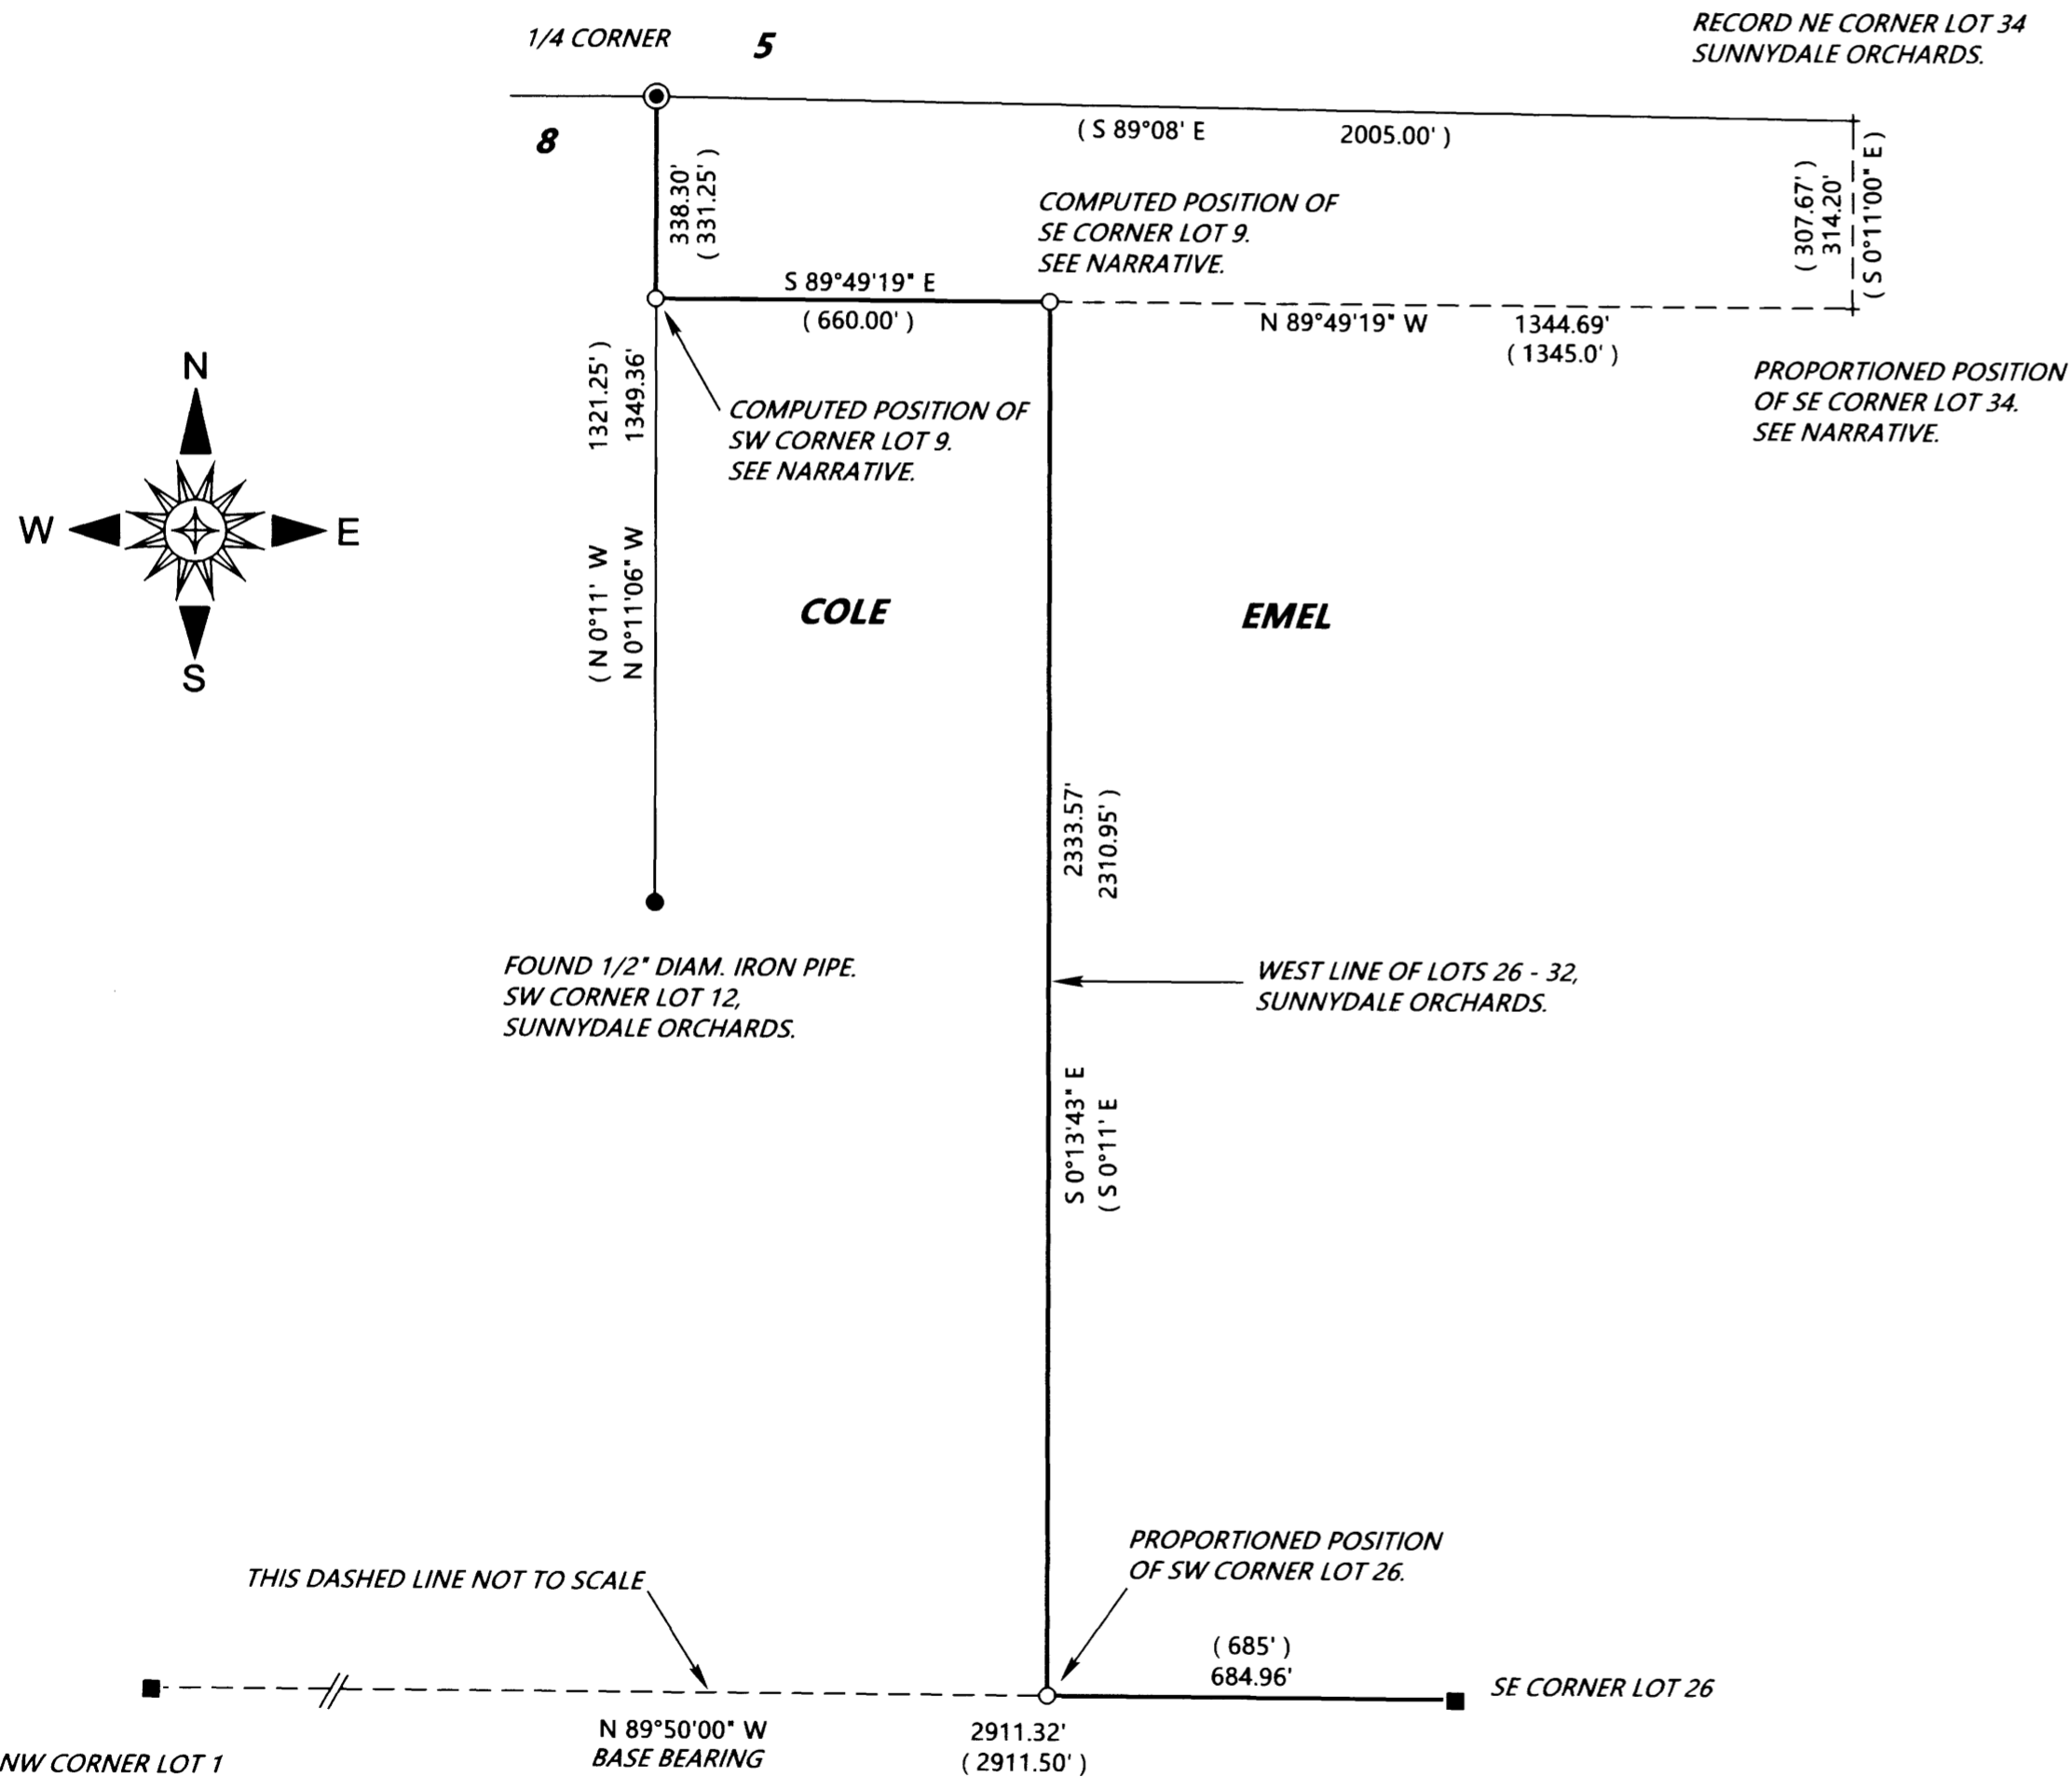 1/4 CORNER
5
RECORD NE CORNER LOT 34
SUNNYDALE ORCHARDS.
8
( S 89°08' E 2005.00' )
338.30'
( 331.25' )
COMPUTED POSITION OF
SE CORNER LOT 9.
SEE NARRATIVE.
( 307.67' )
314.20'
( S 0°11'00" E )
S 89°49'19" E
( 660.00' )
N 89°49'19" W 1344.69'
( 1345.0' )
PROPORTIONED POSITION
OF SE CORNER LOT 34.
SEE NARRATIVE.
N
W
E
S
( N 0°11' W 1321.25' )
N 0°11'06" W 1349.36'
COMPUTED POSITION OF
SW CORNER LOT 9.
SEE NARRATIVE.
COLE
EMEL
S 0°13'43" E 2333.57'
( S 0°11' E 2310.95' )
FOUND 1/2" DIAM. IRON PIPE.
SW CORNER LOT 12,
SUNNYDALE ORCHARDS.
WEST LINE OF LOTS 26 - 32,
SUNNYDALE ORCHARDS.
PROPORTIONED POSITION
OF SW CORNER LOT 26.
THIS DASHED LINE NOT TO SCALE
( 685' )
684.96'
SE CORNER LOT 26
N 89°50'00" W 2911.32'
BASE BEARING ( 2911.50' )
NW CORNER LOT 1